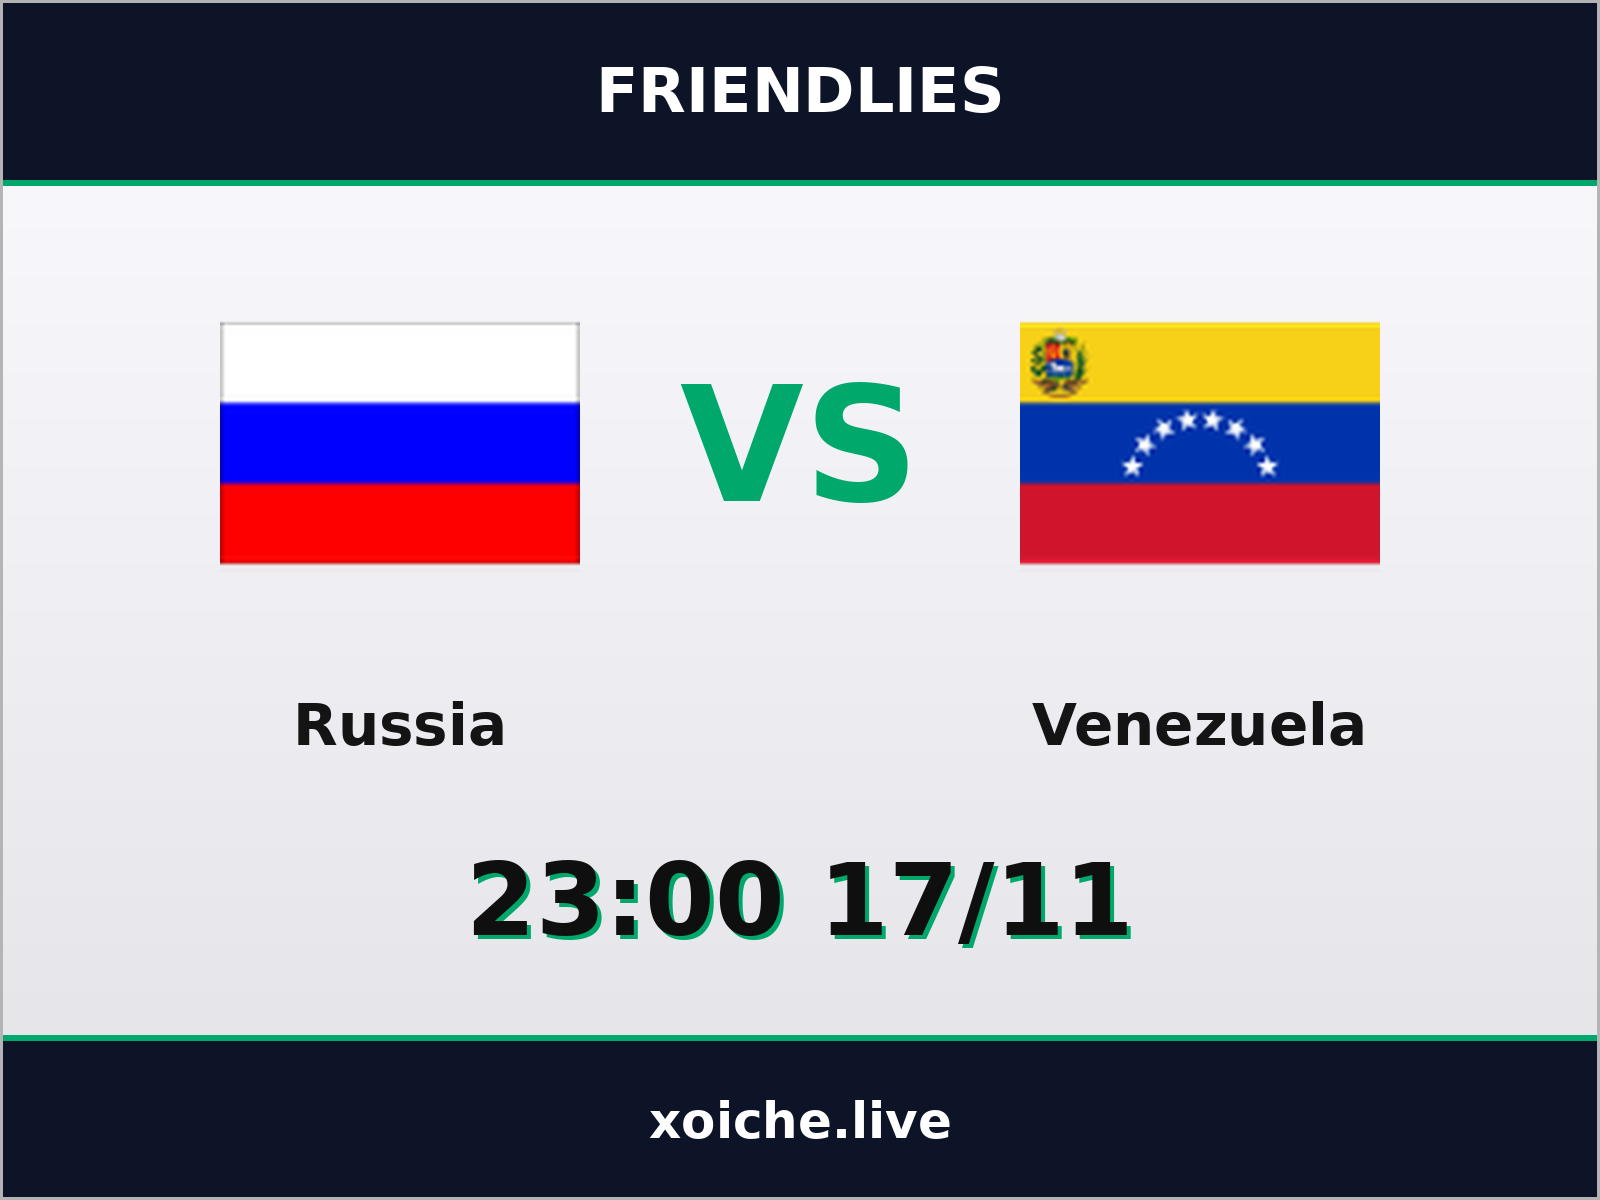 FRIENDLIES
VS
Russia
Venezuela
23:00 17/11
xoiche.live